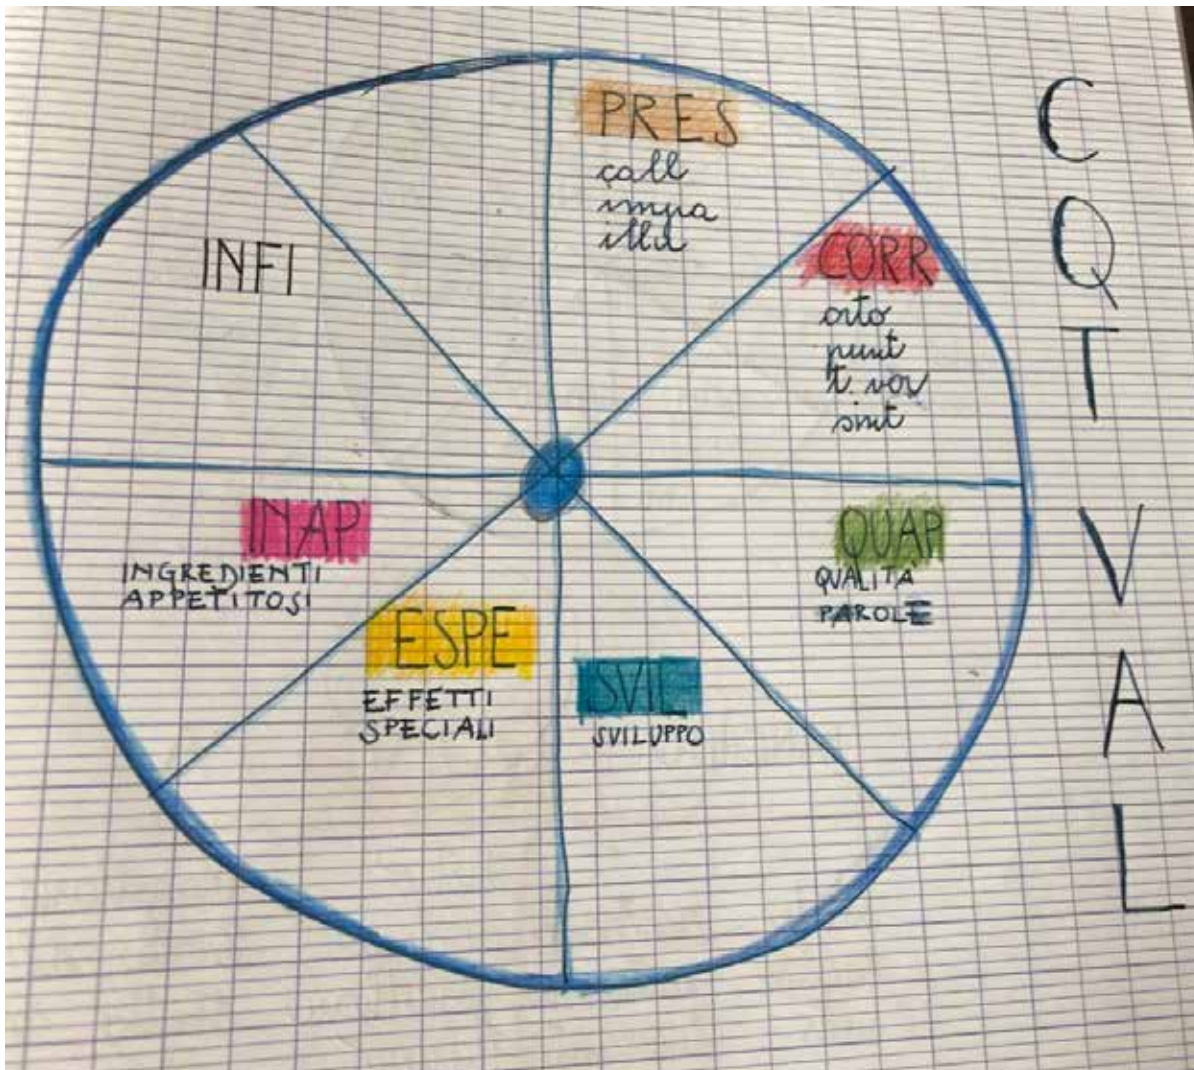 PRES
call
impa
illu
CORR
orto
punt
t. vor
sint
QUAP
QUALITÀ
PAROLE
SVIL
SVILUPPO
ESPE
EFFETTI
SPECIALI
INAP
INGREDIENTI
APPETITOSI
INFI
C
Q
T
V
A
L